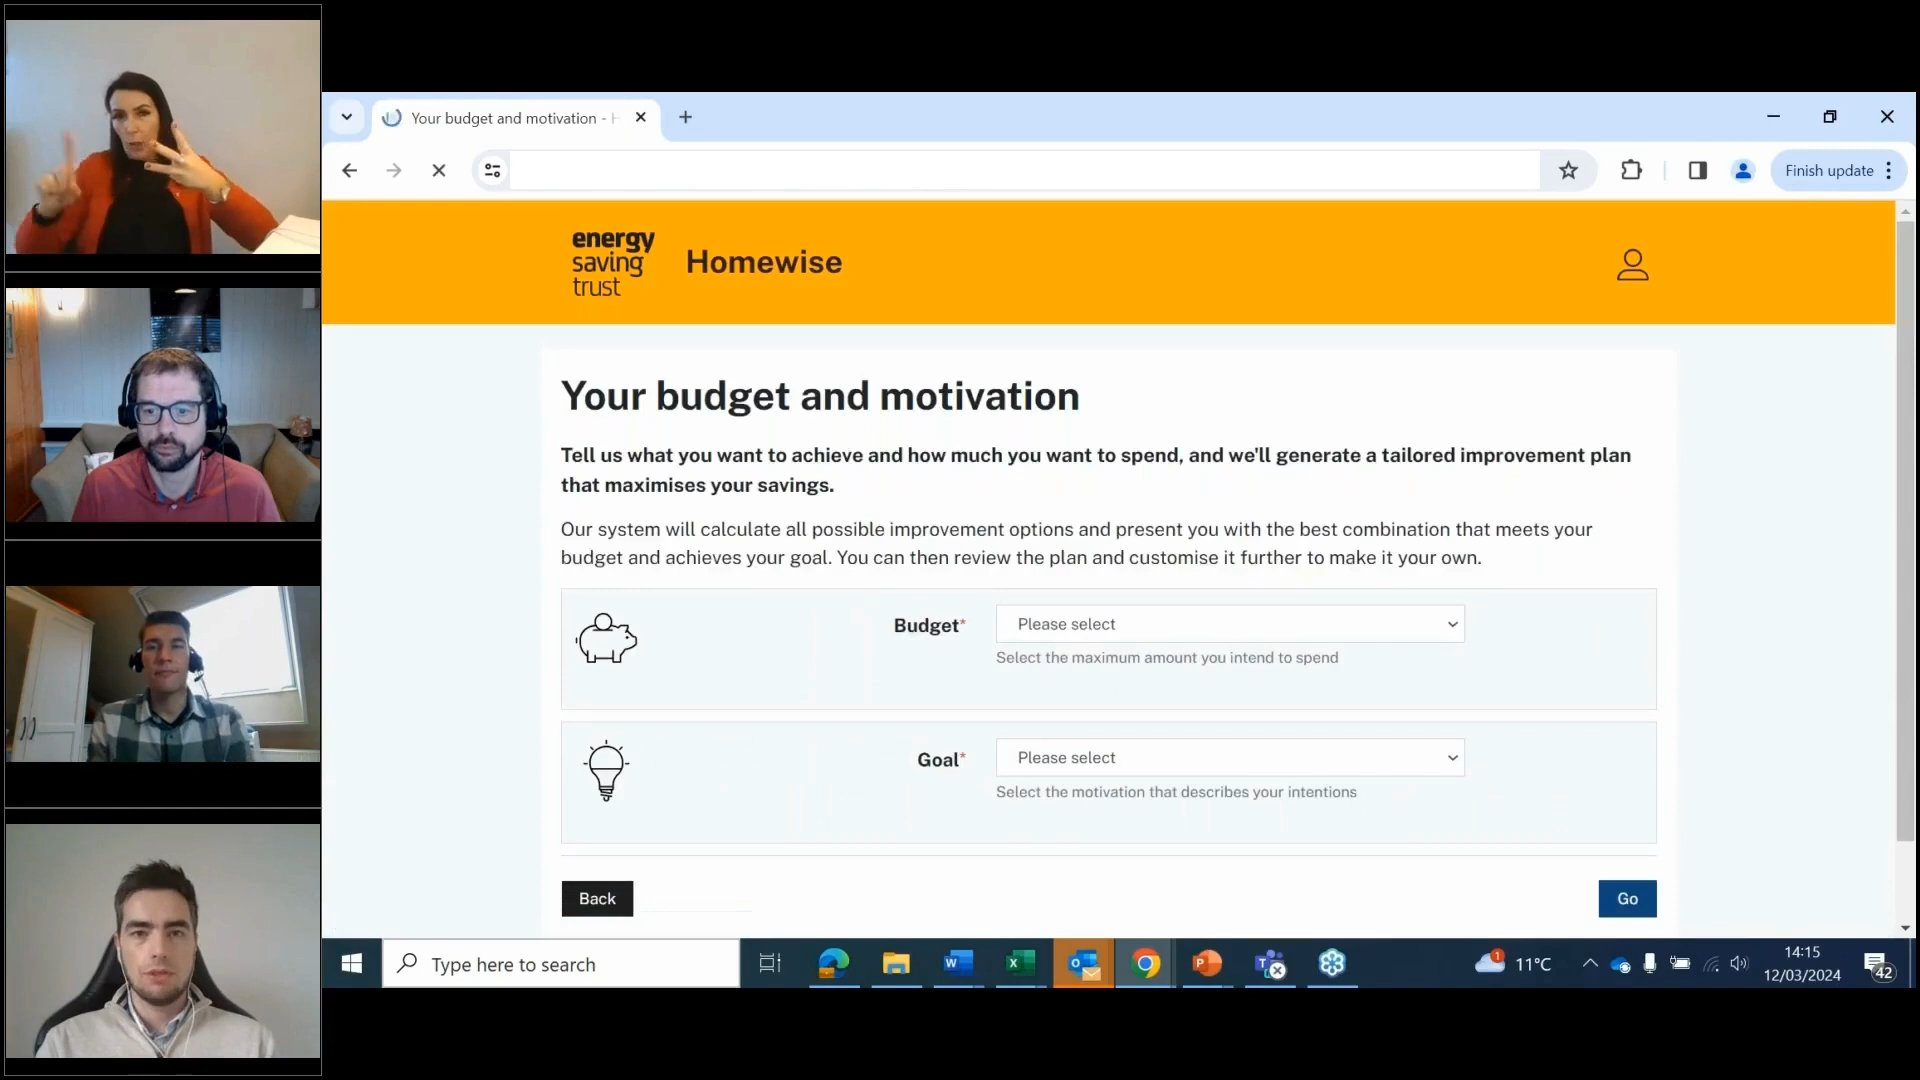 Your budget and motivation -
Finish update
energy
saving
trust
Homewise
Your budget and motivation
Tell us what you want to achieve and how much you want to spend, and we'll generate a tailored improvement plan
that maximises your savings.
Our system will calculate all possible improvement options and present you with the best combination that meets your
budget and achieves your goal. You can then review the plan and customise it further to make it your own.
Budget*
Please select
Select the maximum amount you intend to spend
Goal*
Please select
Select the motivation that describes your intentions
Back
Go
Type here to search
1
11°C
14:15
12/03/2024
42